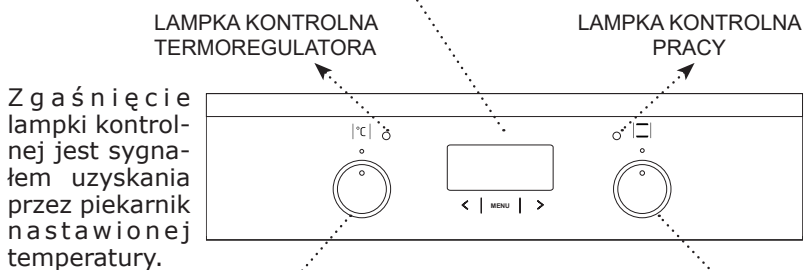 LAMPKA KONTROLNA
TERMOREGULATORA
LAMPKA KONTROLNA
PRACY
Zgaśnięcie
lampki kontrol-
nej jest sygna-
łem uzyskania
przez piekarnik
nastawionej
temperatury.
°C
< | MENU | >